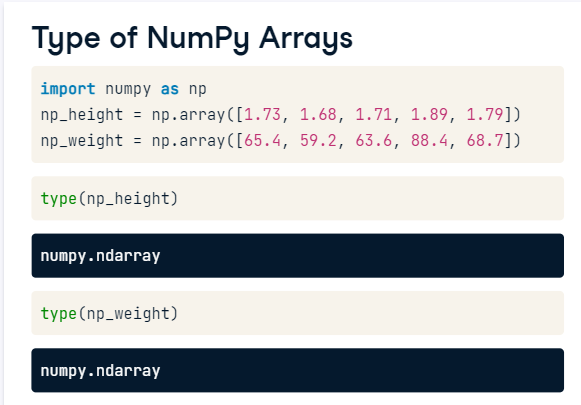 Type of NumPy Arrays
import numpy as np
np_height = np.array([1.73, 1.68, 1.71, 1.89, 1.79])
np_weight = np.array([65.4, 59.2, 63.6, 88.4, 68.7])
type(np_height)
numpy.ndarray
type(np_weight)
numpy.ndarray